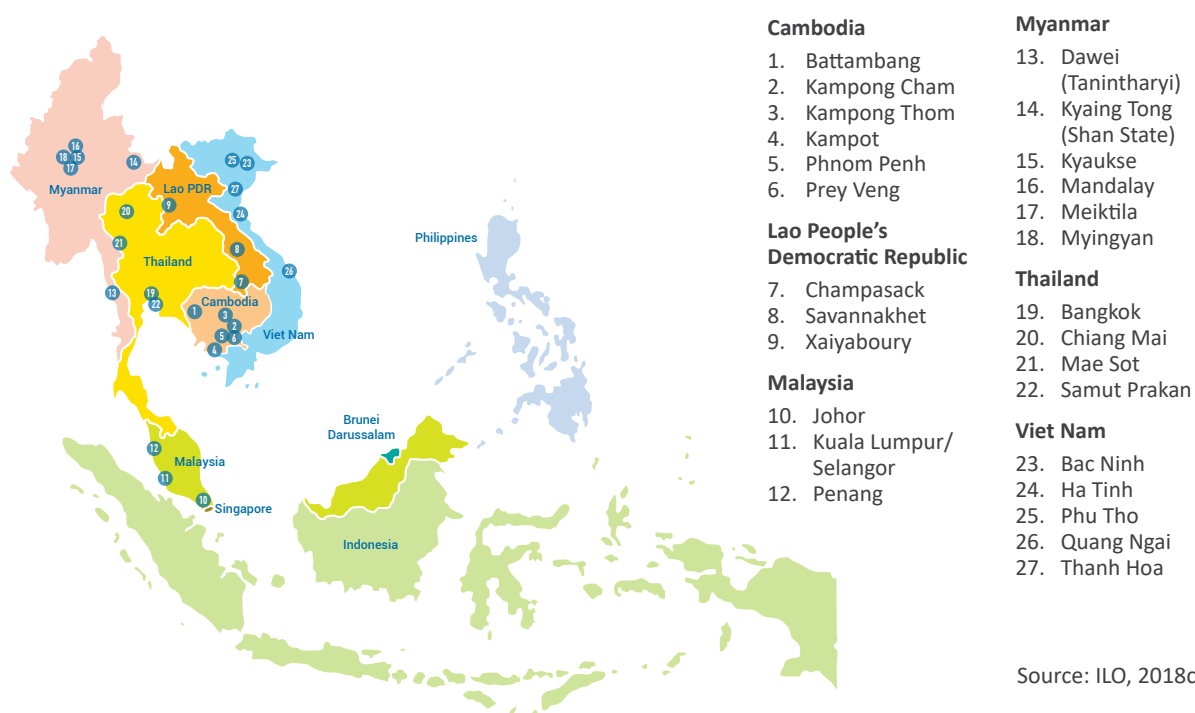 16
18 15
17
14
Myanmar
25 23
Lao PDR
27
9
20
24
21
8
Thailand
26
7
13
19
22
Cambodia
1
3
2
5 6
4
Viet Nam
Philippines
Brunei
Darussalam
12
Malaysia
11
10
Singapore
Indonesia
Cambodia
1. Battambang
2. Kampong Cham
3. Kampong Thom
4. Kampot
5. Phnom Penh
6. Prey Veng
Lao People’s
Democratic Republic
7. Champasack
8. Savannakhet
9. Xaiyaboury
Malaysia
10. Johor
11. Kuala Lumpur/
Selangor
12. Penang
Myanmar
13. Dawei
(Tanintharyi)
14. Kyaing Tong
(Shan State)
15. Kyaukse
16. Mandalay
17. Meiktila
18. Myingyan
Thailand
19. Bangkok
20. Chiang Mai
21. Mae Sot
22. Samut Prakan
Viet Nam
23. Bac Ninh
24. Ha Tinh
25. Phu Tho
26. Quang Ngai
27. Thanh Hoa
Source: ILO, 2018c